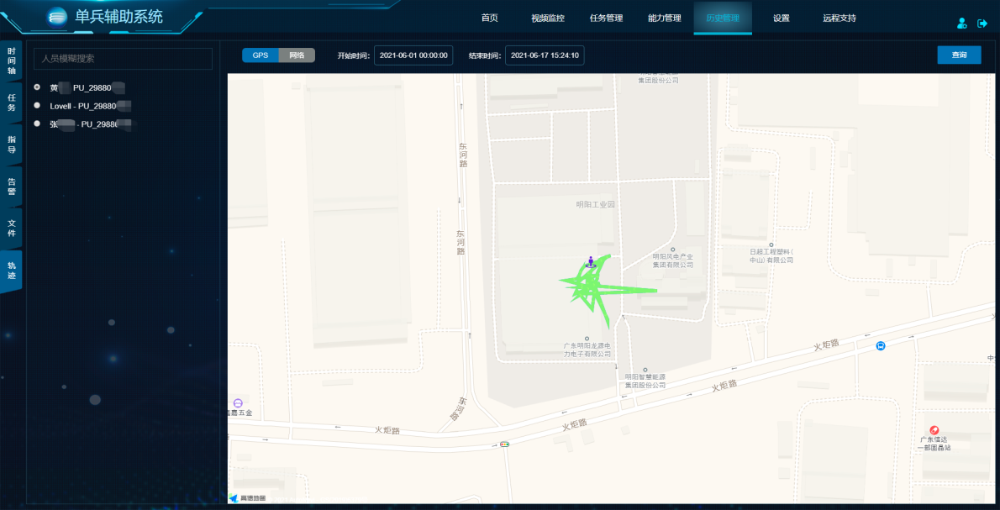 单兵辅助系统
首页
视频监控
任务管理
能力管理
历史管理
设置
远程支持
时间轴
任务
指导
告警
文件
轨迹
人员模糊搜索
黄 PU_29880
Lovell - PU_29880
张 - PU_2988
GPS
网络
开始时间:
2021-06-01 00:00:00
结束时间:
2021-06-17 15:24:10
查询
集团股份公司
东河路
明阳工业园
东河路
明阳风电产业
集团有限公司
日超工程塑料(
中山)有限公司
广东明阳龙源电
力电子有限公司
火炬路
明阳智慧能源
集团股份公司
火炬路
东河路
嘉五金
火炬路
火炬路
广东信达
一部固晶站
高德地图